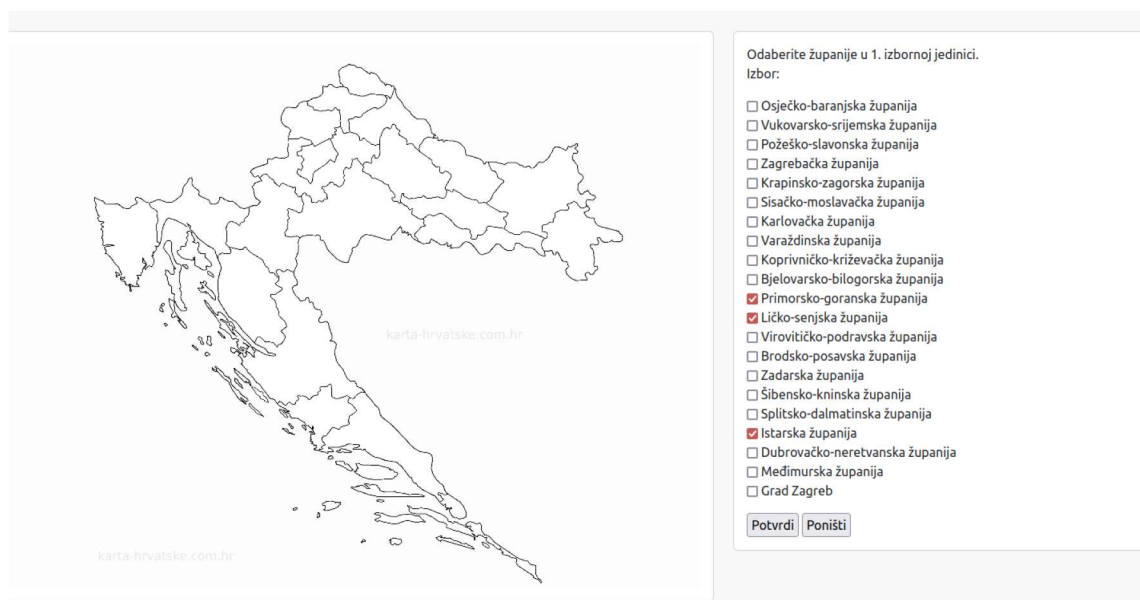 Odaberite županije u 1. izbornoj jedinici.
Izbor:
Osječko-baranjska županija
Vukovarsko-srijemska županija
Požeško-slavonska županija
Zagrebačka županija
Krapinsko-zagorska županija
Sisačko-moslavačka županija
Karlovačka županija
Varaždinska županija
Koprivničko-križevačka županija
Bjelovarsko-bilogorska županija
Primorsko-goranska županija
Ličko-senjska županija
Virovitičko-podravska županija
Brodsko-posavska županija
Zadarska županija
Šibensko-kninska županija
Splitsko-dalmatinska županija
Istarska županija
Dubrovačko-neretvanska županija
Međimurska županija
Grad Zagreb
Potvrdi Poništi
karta-hrvatske.com.hr
karta-hrvatske.com.hr